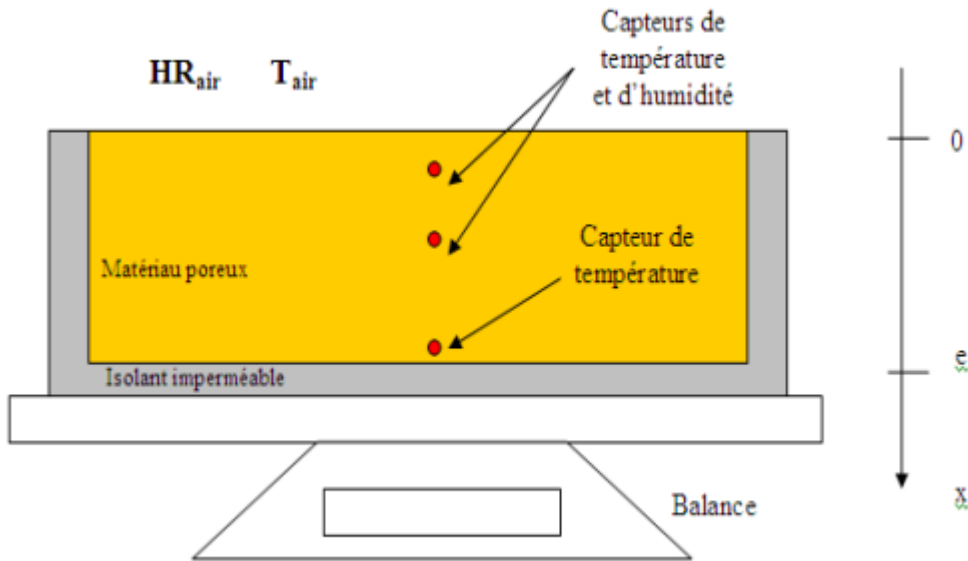 Capteurs de
température
et d'humidité
HRair Tair
0
Capteur de
température
Matériau poreux
e
Isolant imperméable
x
Balance